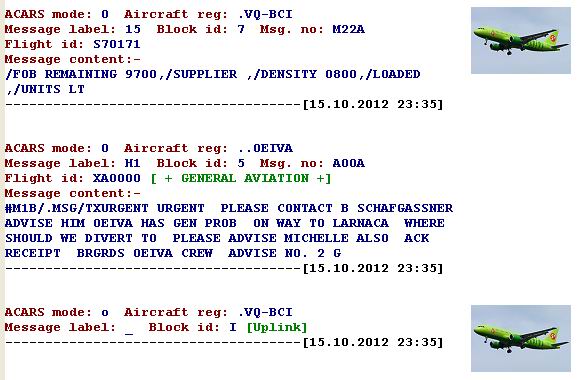 ACARS mode: O  Aircraft reg: .VQ-BCI
Message label: 15  Block id: 7  Msg. no: M22A
Flight id: S70171
Message content:-
/FOB REMAINING 9700,/SUPPLIER ,/DENSITY 0800,/LOADED
,/UNITS LT
--------------------------------------[15.10.2012 23:35]
ACARS mode: O  Aircraft reg: ..OEIVA
Message label: H1  Block id: 5  Msg. no: A00A
Flight id: XA0000 [ + GENERAL AVIATION +]
Message content:-
#M1B/.MSG/TXURGENT URGENT  PLEASE CONTACT B SCHAFGASSNER
ADVISE HIM OEIVA HAS GEN PROB  ON WAY TO LARNACA  WHERE
SHOULD WE DIVERT TO  PLEASE ADVISE MICHELLE ALSO  ACK
RECEIPT  BRGRDS OEIVA CREW  ADVISE NO. 2 G
--------------------------------------[15.10.2012 23:35]
ACARS mode: o  Aircraft reg: .VQ-BCI
Message label: _  Block id: I [Uplink]
--------------------------------------[15.10.2012 23:35]